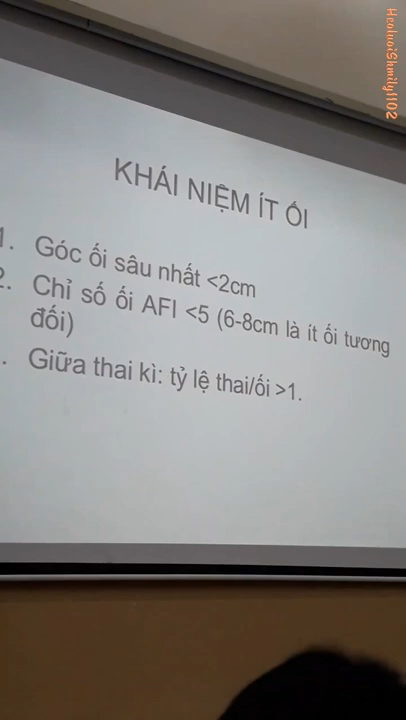 HeoluoiShmily1102
KHÁI NIỆM ÍT ỐI
1. Góc ối sâu nhất <2cm
2. Chỉ số ối AFI <5 (6-8cm là ít ối tương
đối)
. Giữa thai kì: tỷ lệ thai/ối >1.